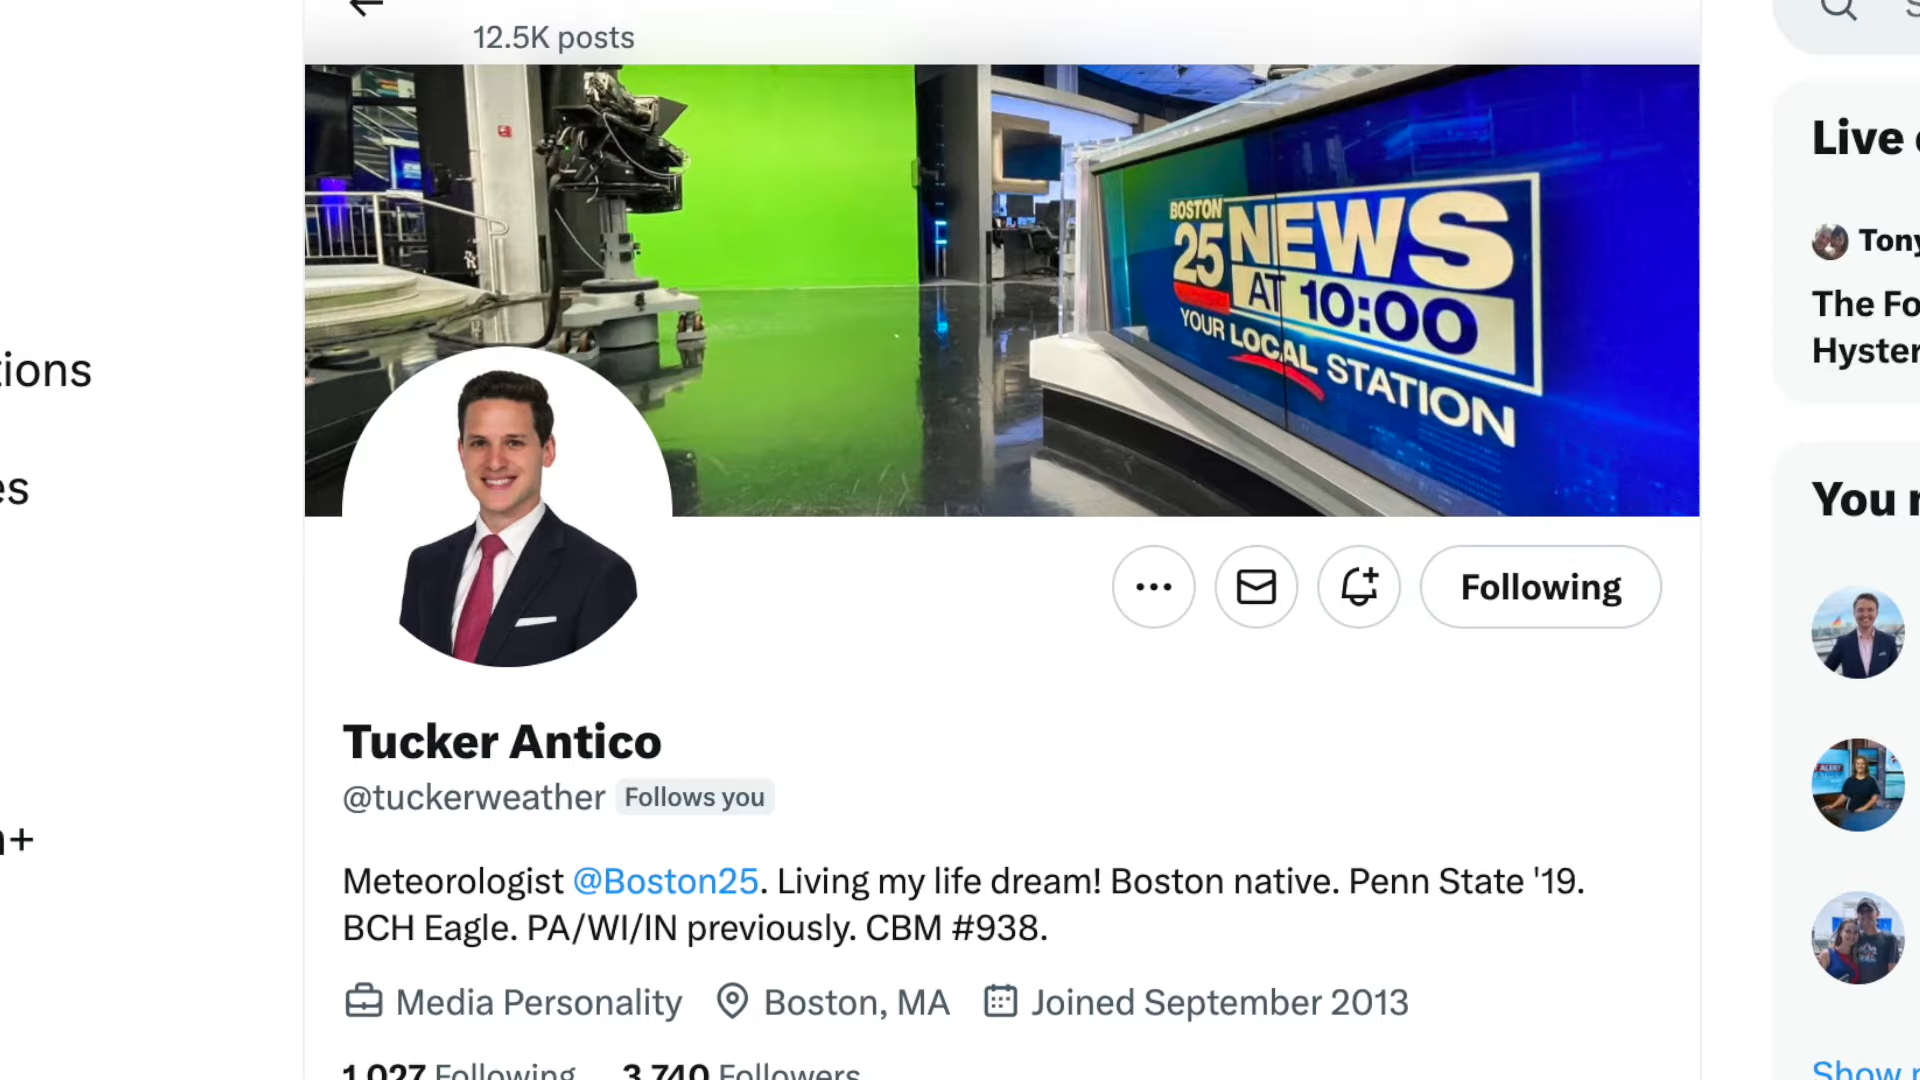 12.5K posts
BOSTON
25 NEWS
AT 10:00
YOUR LOCAL STATION
Following
Tucker Antico
@tuckerweather Follows you
Meteorologist @Boston25. Living my life dream! Boston native. Penn State '19.
BCH Eagle. PA/WI/IN previously. CBM #938.
Media Personality Boston, MA Joined September 2013
1,027 Following 3,740 Followers
tions
es
n+
Live
Tony
The Fo
Hyster
You
ALERT
Show